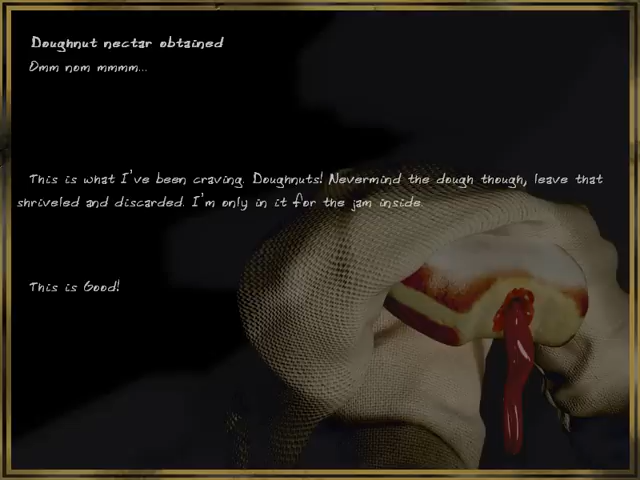 Doughnut nectar obtained
Omm nom mmmm...
This is what I've been craving. Doughnuts! Nevermind the dough though, leave that
shriveled and discarded. I'm only in it for the jam inside.
This is Good!